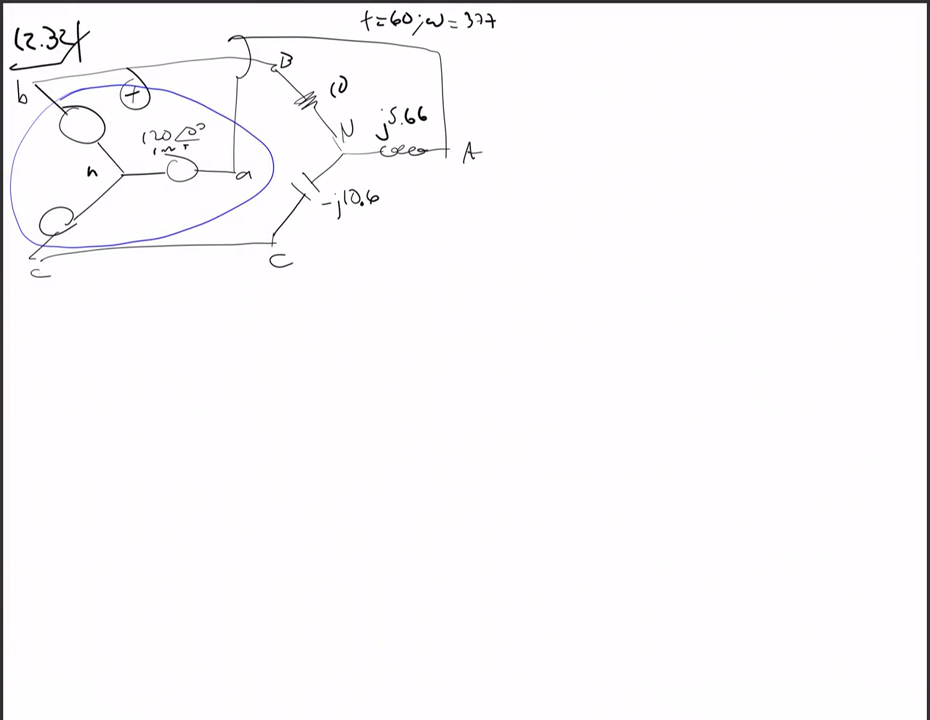 12.32
f=60; ω=377
b
+
B
10
120∠0°
N
j5.66
A
n
a
-j10.6
c
C